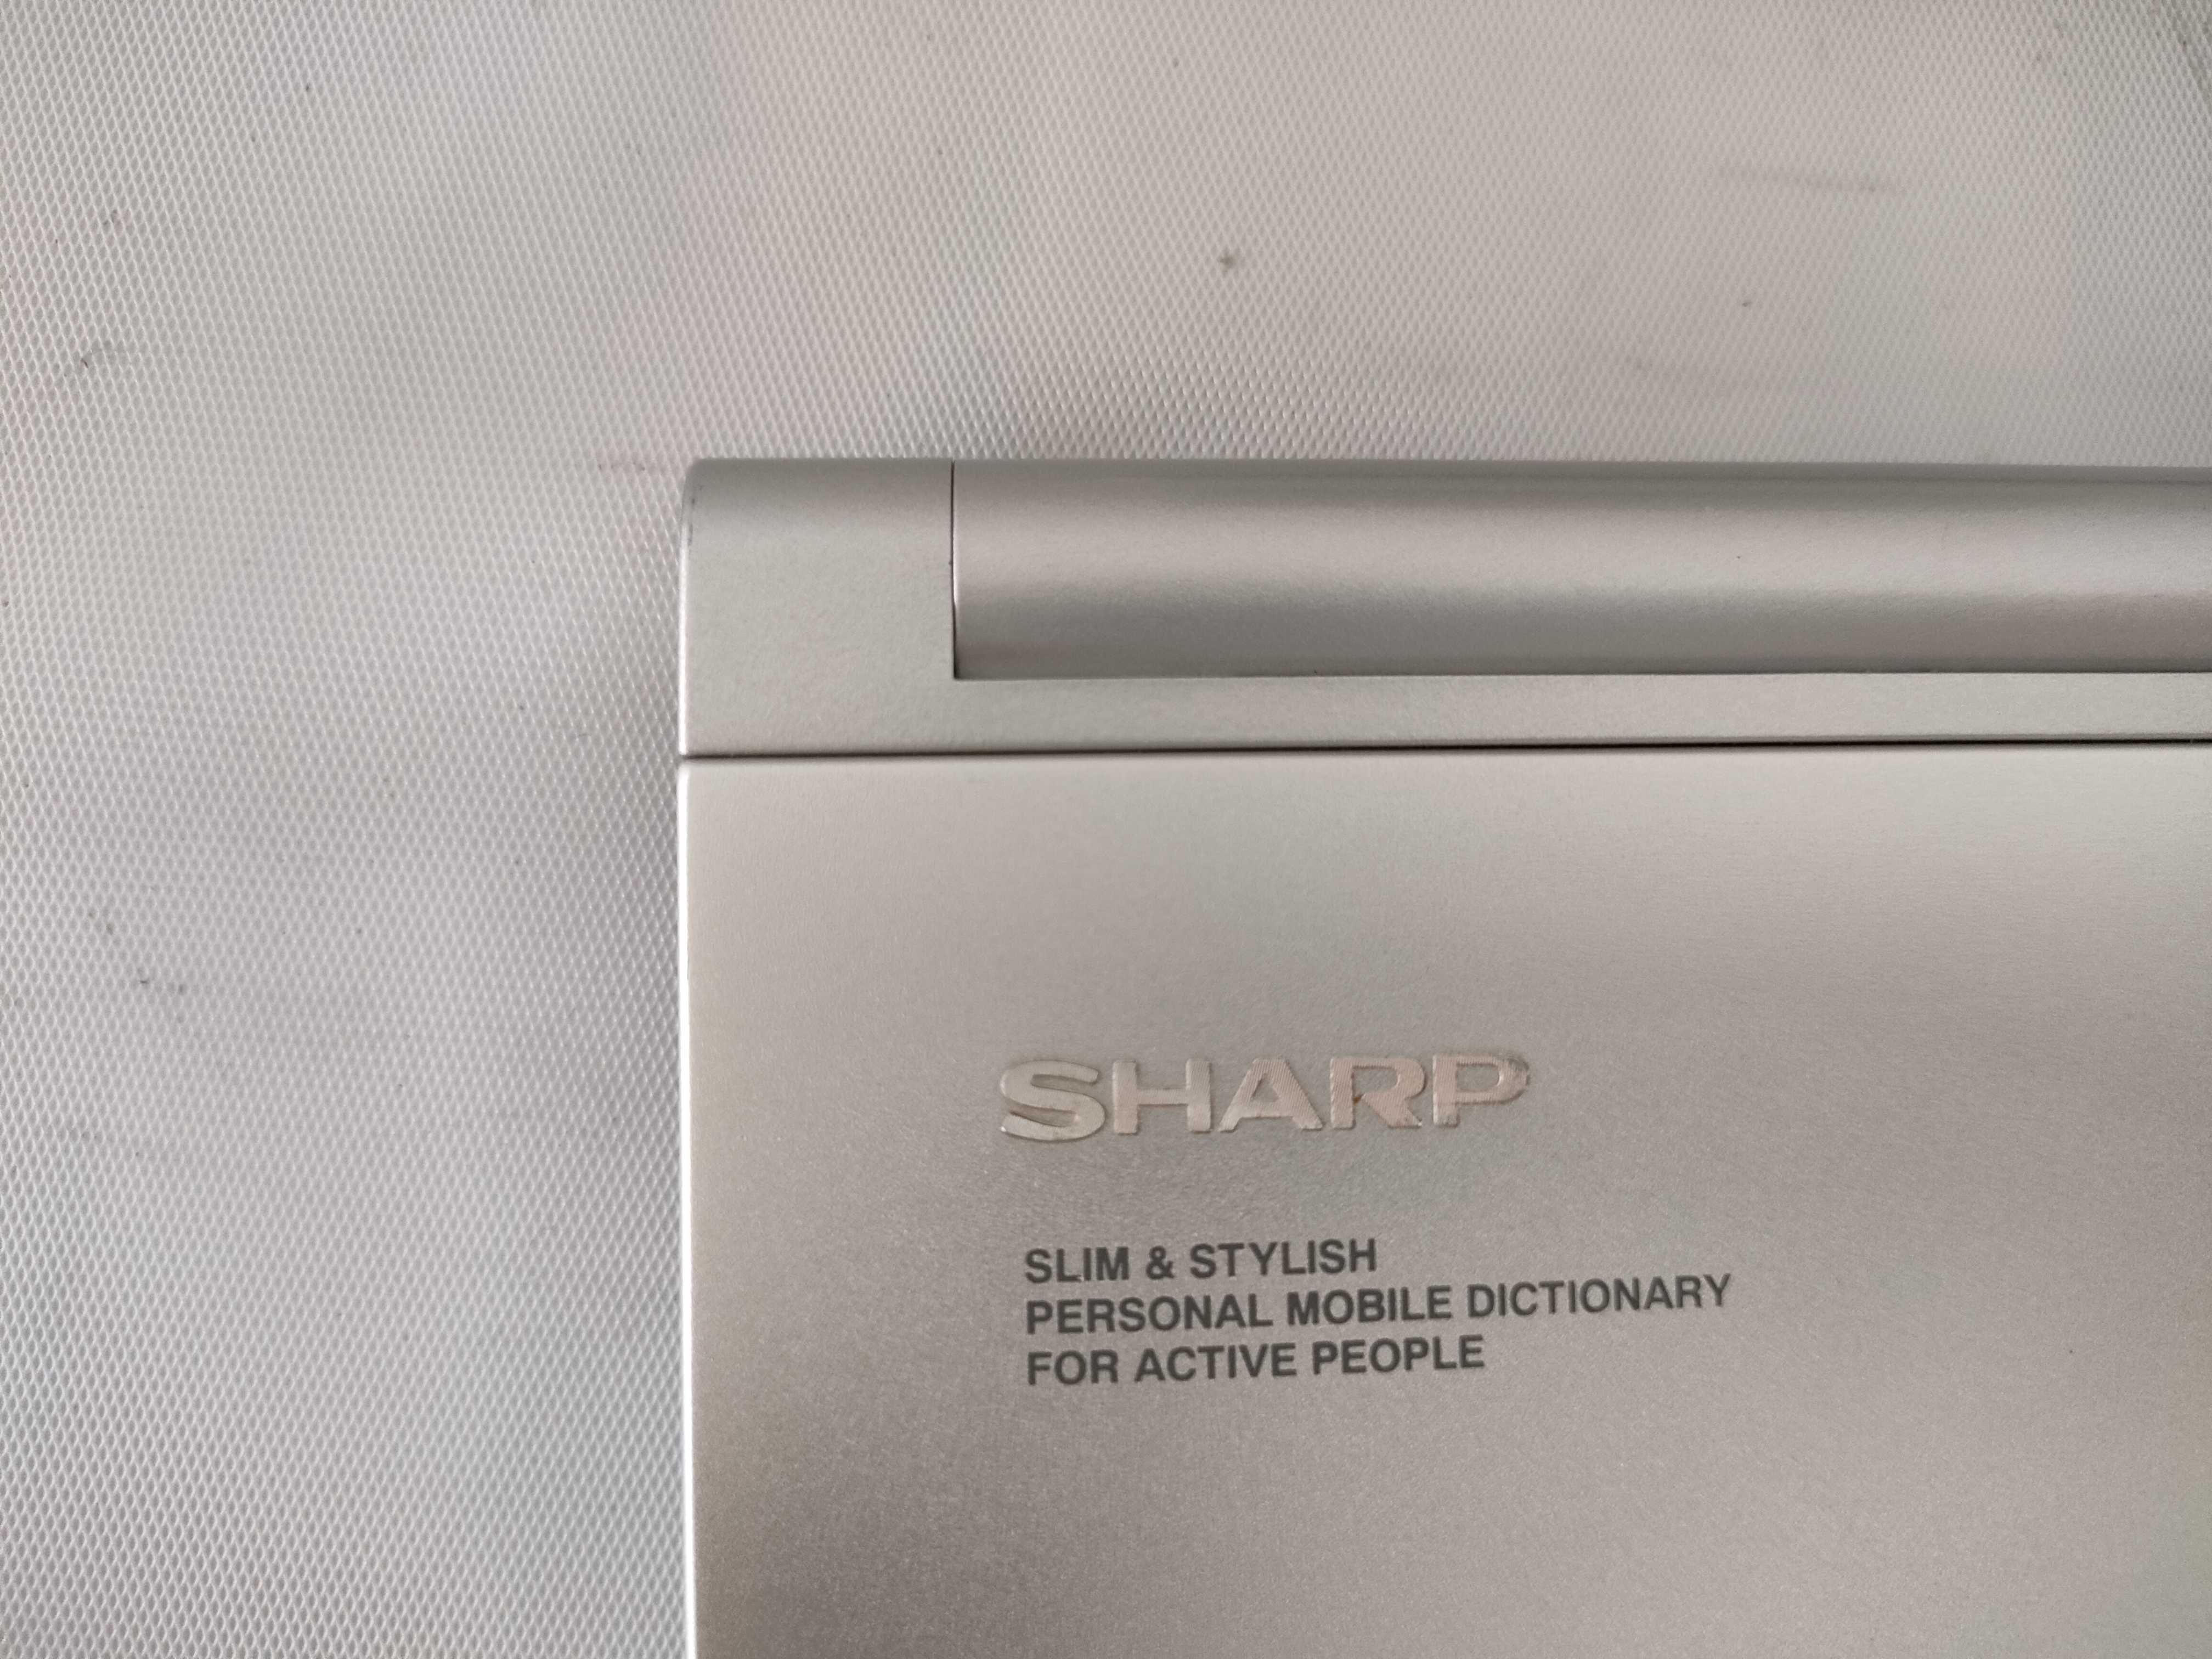 SHARP
SLIM & STYLISH
PERSONAL MOBILE DICTIONARY
FOR ACTIVE PEOPLE